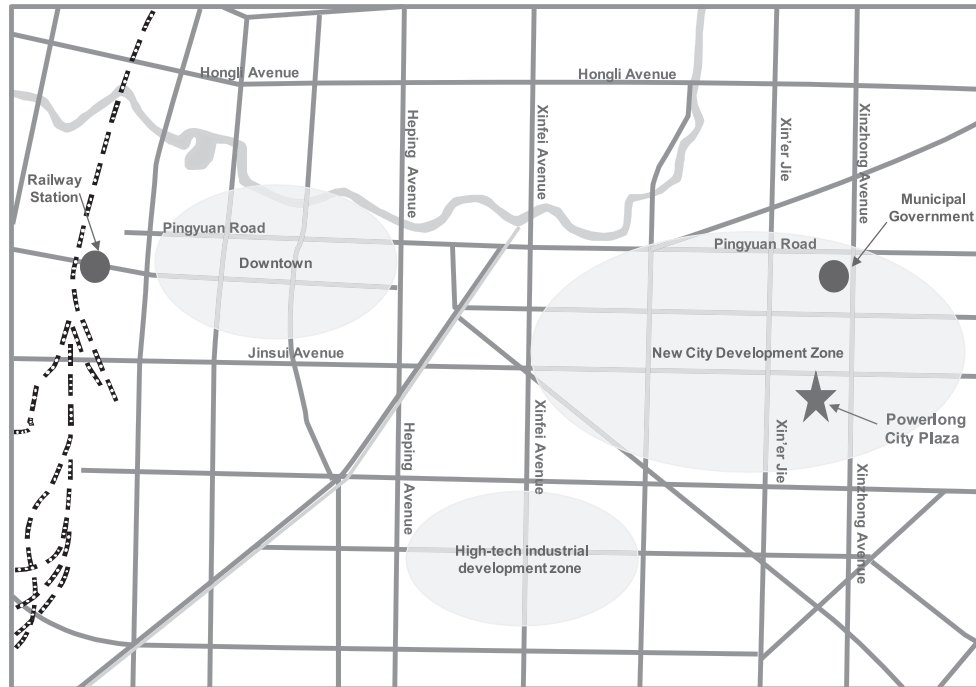 Hongli Avenue
Hongli Avenue
Heping Avenue
Xinfei Avenue
Xin'er Jie
Xinzhong Avenue
Railway
Station
Municipal
Government
Pingyuan Road
Pingyuan Road
Downtown
Jinsui Avenue
New City Development Zone
Powerlong
City Plaza
Heping Avenue
Xinfei Avenue
Xin'er Jie
Xinzhong Avenue
High-tech industrial
development zone